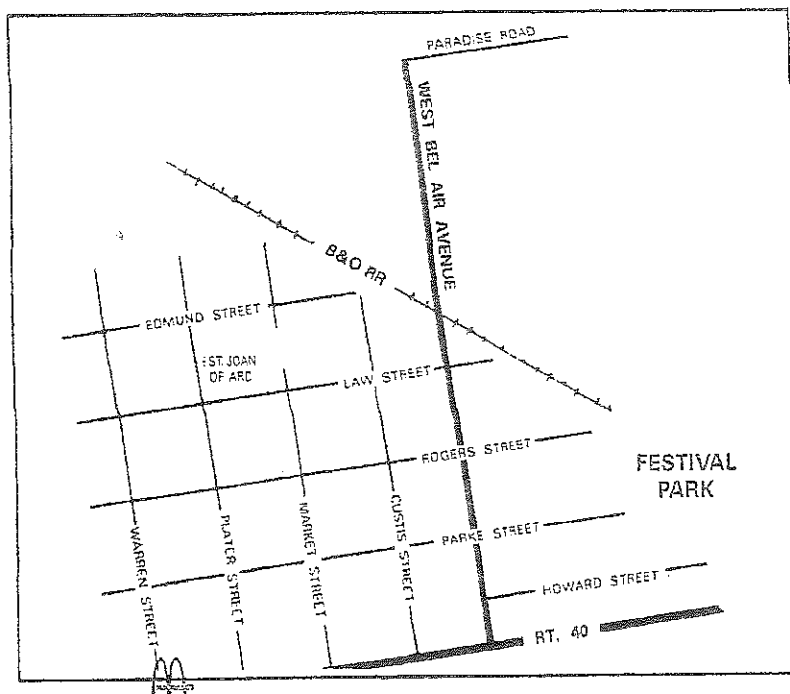 PARADISE ROAD
WEST BEL AIR AVENUE
B&O RR
EDMUND STREET
ST. JOAN
OF ARC
LAW STREET
ROGERS STREET
FESTIVAL
PARK
WARREN STREET
PLATER STREET
MARKET STREET
CUSTIS STREET
PARKE STREET
HOWARD STREET
RT. 40